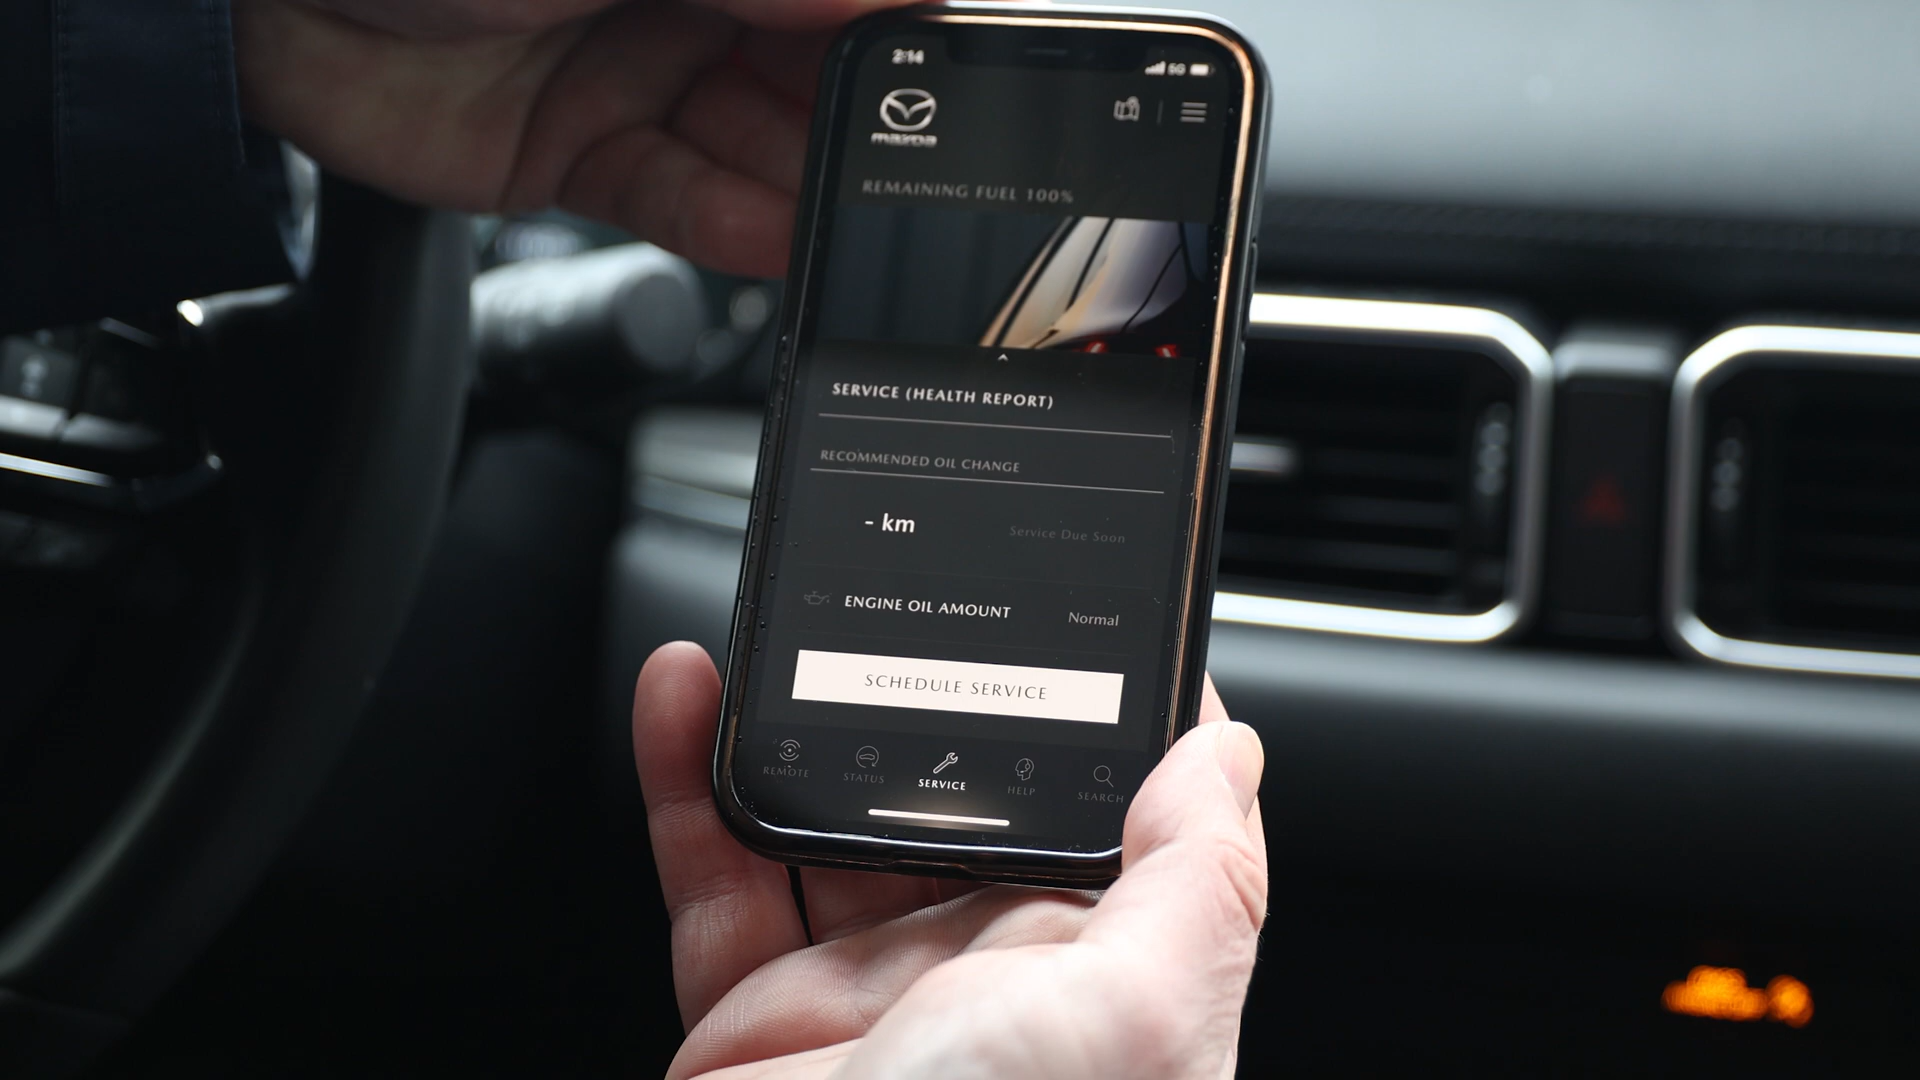 2:14
5G
mazda
REMAINING FUEL 100%
SERVICE (HEALTH REPORT)
RECOMMENDED OIL CHANGE
- km
Service Due Soon
ENGINE OIL AMOUNT
Normal
SCHEDULE SERVICE
REMOTE
STATUS
SERVICE
HELP
SEARCH